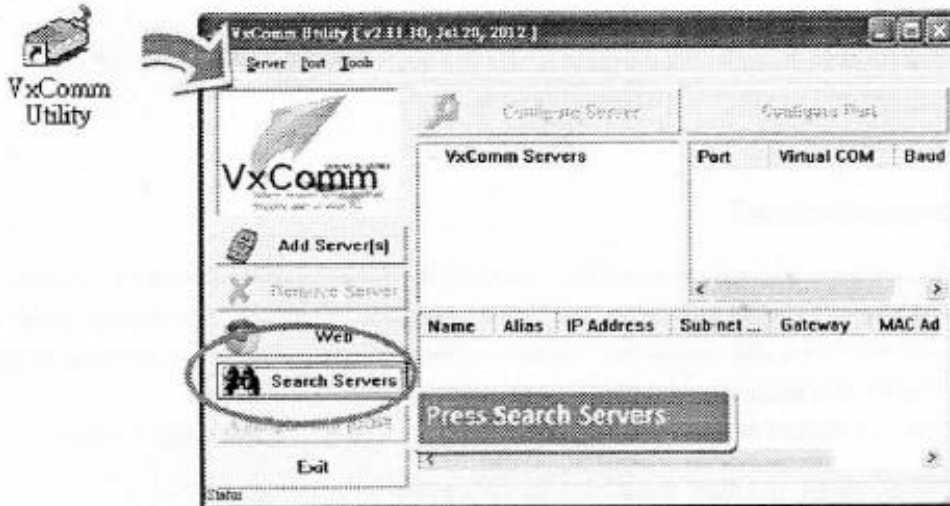 VxComm
Utility
VxComm Utility [ v2.11.30, Jul.20, 2012 ]
Server Port Tools
VxComm
Add Server(s)
Remove Server
Web
Search Servers
Exit
Status
Configure Server
Configure Port
VxComm Servers
Port Virtual COM Baud
Name Alias IP Address Sub-net ... Gateway MAC Ad
Press Search Servers